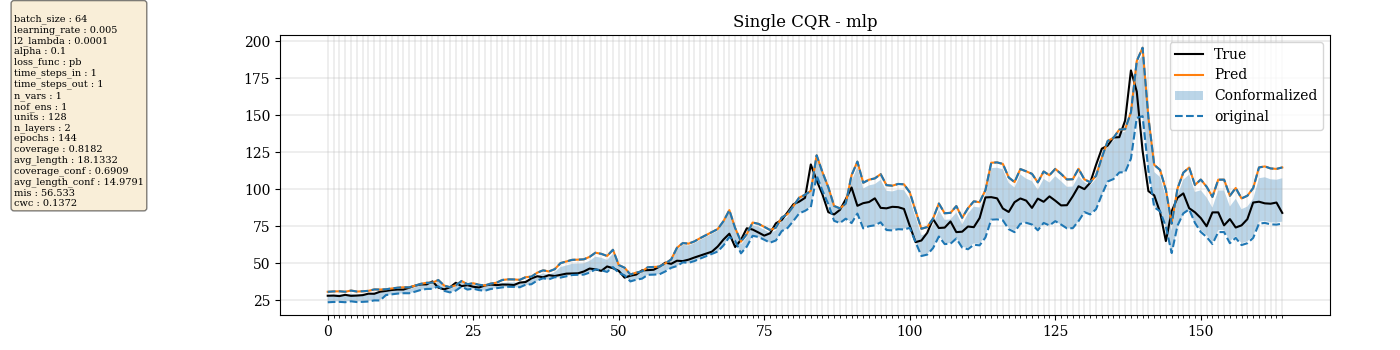 batch_size : 64
learning_rate : 0.005
l2_lambda : 0.0001
alpha : 0.1
loss_func : pb
time_steps_in : 1
time_steps_out : 1
n_vars : 1
nof_ens : 1
units : 128
n_layers : 2
epochs : 144
coverage : 0.8182
avg_length : 18.1332
coverage_conf : 0.6909
avg_length_conf : 14.9791
mis : 56.533
cwc : 0.1372
Single CQR - mlp
200
175
150
125
100
75
50
25
0 25 50 75 100 125 150
True
Pred
Conformalized
original